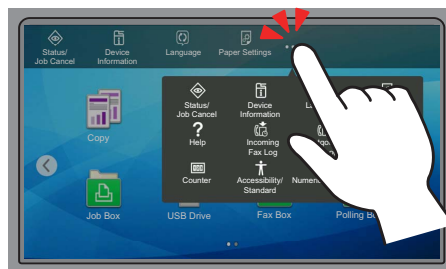 Status/
Job Cancel
Device
Information
Language
Paper Settings
Status/
Job Cancel
Device
Information
Help
Incoming
Fax Log
Counter
Accessibility/
Standard
Copy
Job Box
USB Drive
Fax Box